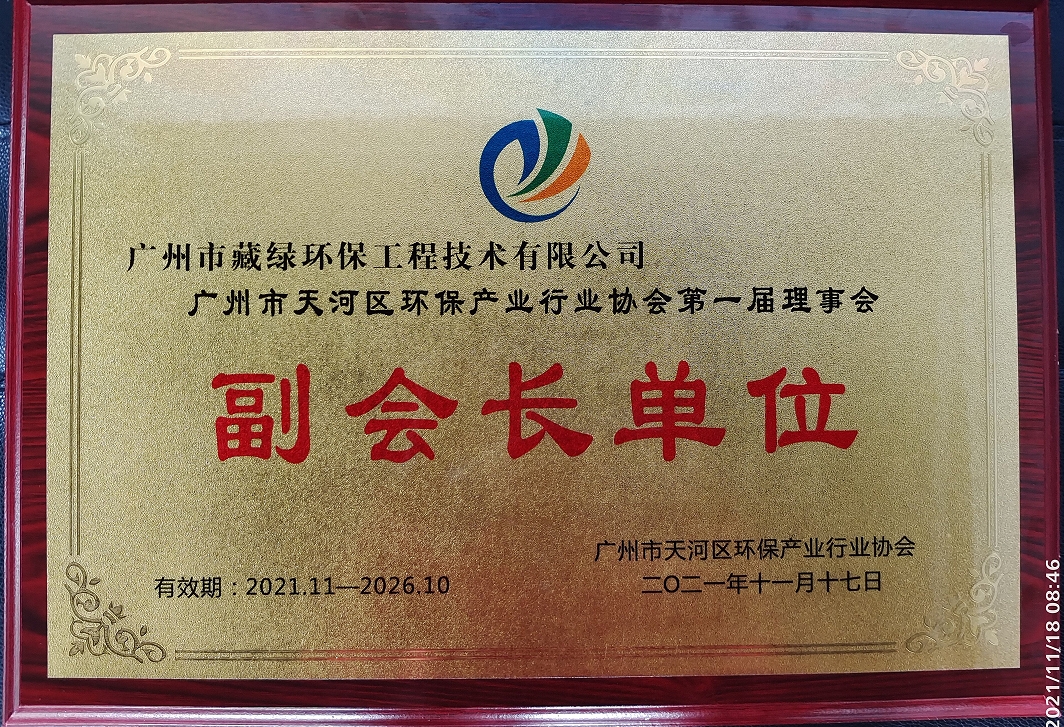 广州市藏绿环保工程技术有限公司
广州市天河区环保产业行业协会第一届理事会
副会长单位
广州市天河区环保产业行业协会
有效期：2021.11—2026.10
二〇二一年十一月十七日
021/11/18 08:46